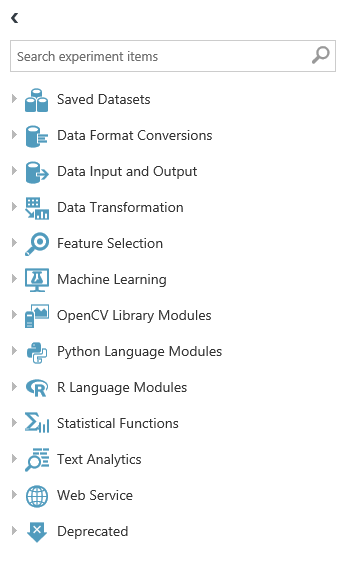 Search experiment items
Saved Datasets
Data Format Conversions
Data Input and Output
Data Transformation
Feature Selection
Machine Learning
OpenCV Library Modules
Python Language Modules
R Language Modules
Statistical Functions
Text Analytics
Web Service
Deprecated